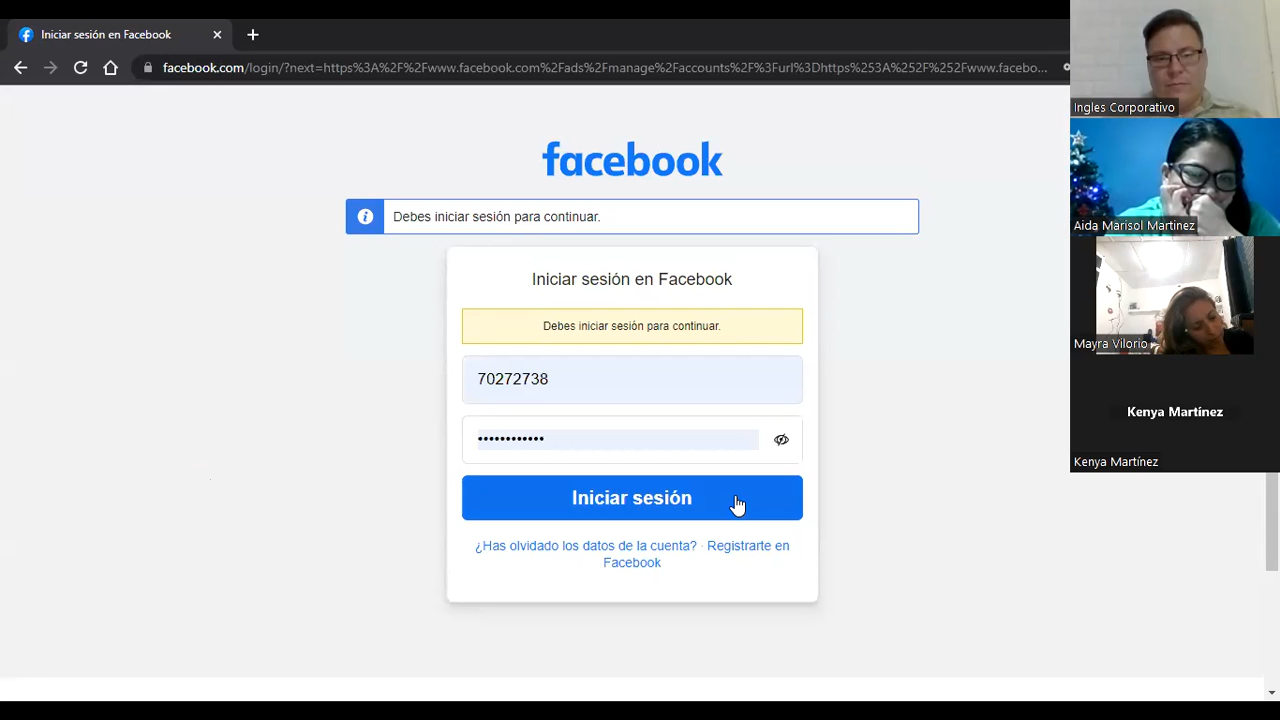 Iniciar sesión en Facebook
facebook.com/login/?next=https%3A%2F%2Fwww.facebook.com%2Fads%2Fmanage%2Faccounts%2F%3Furl%3Dhttps%253A%252F%252Fwww.facebo...
facebook
Debes iniciar sesión para continuar.
Iniciar sesión en Facebook
Debes iniciar sesión para continuar.
70272738
••••••••••••
Iniciar sesión
¿Has olvidado los datos de la cuenta? · Registrarte en
Facebook
Ingles Corporativo
Aida Marisol Martinez
Mayra Vilorio
Kenya Martínez
Kenya Martínez